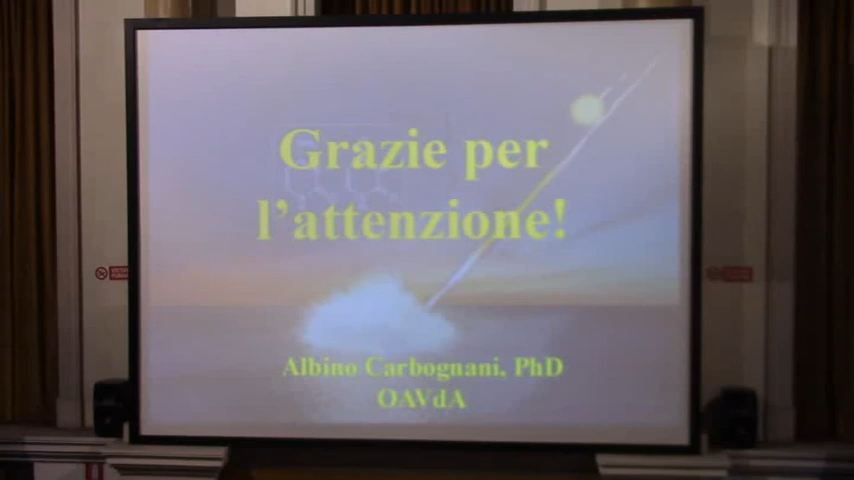 Grazie per
l'attenzione!
Albino Carbognani, PhD
OAVdA